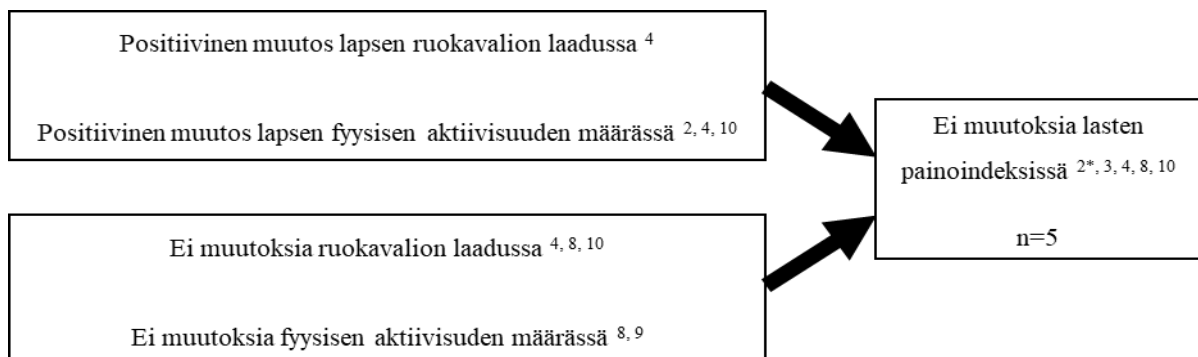 Positiivinen muutos lapsen ruokavalion laadussa 4
Positiivinen muutos lapsen fyysisen aktiivisuuden määrässä 2, 4, 10
Ei muutoksia ruokavalion laadussa 4, 8, 10
Ei muutoksia fyysisen aktiivisuden määrässä 8, 9
Ei muutoksia lasten
painoindeksissä 2*, 3, 4, 8, 10
n=5